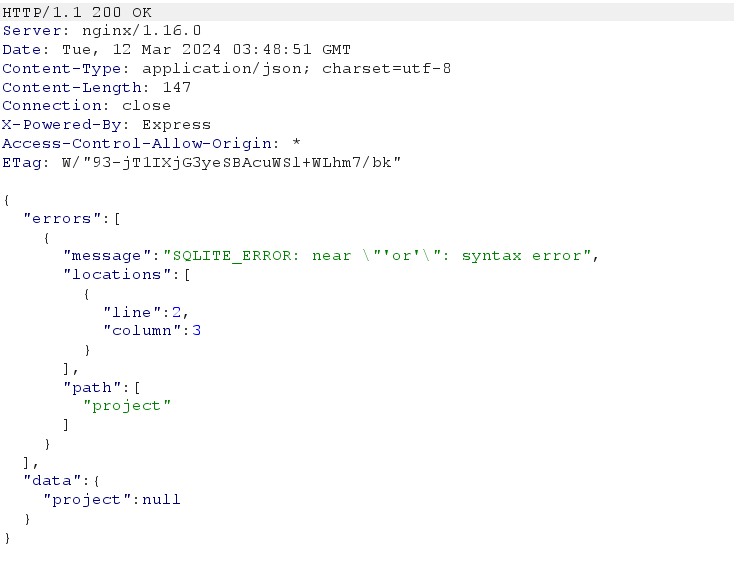 HTTP/1.1 200 OK
Server: nginx/1.16.0
Date: Tue, 12 Mar 2024 03:48:51 GMT
Content-Type: application/json; charset=utf-8
Content-Length: 147
Connection: close
X-Powered-By: Express
Access-Control-Allow-Origin: *
ETag: W/"93-jT1IXjG3yeSBAcuWSl+WLhm7/bk"

{
  "errors":[
    {
      "message":"SQLITE_ERROR: near \"'or'\": syntax error",
      "locations":[
        {
          "line":2,
          "column":3
        }
      ],
      "path":[
        "project"
      ]
    }
  ],
  "data":{
    "project":null
  }
}